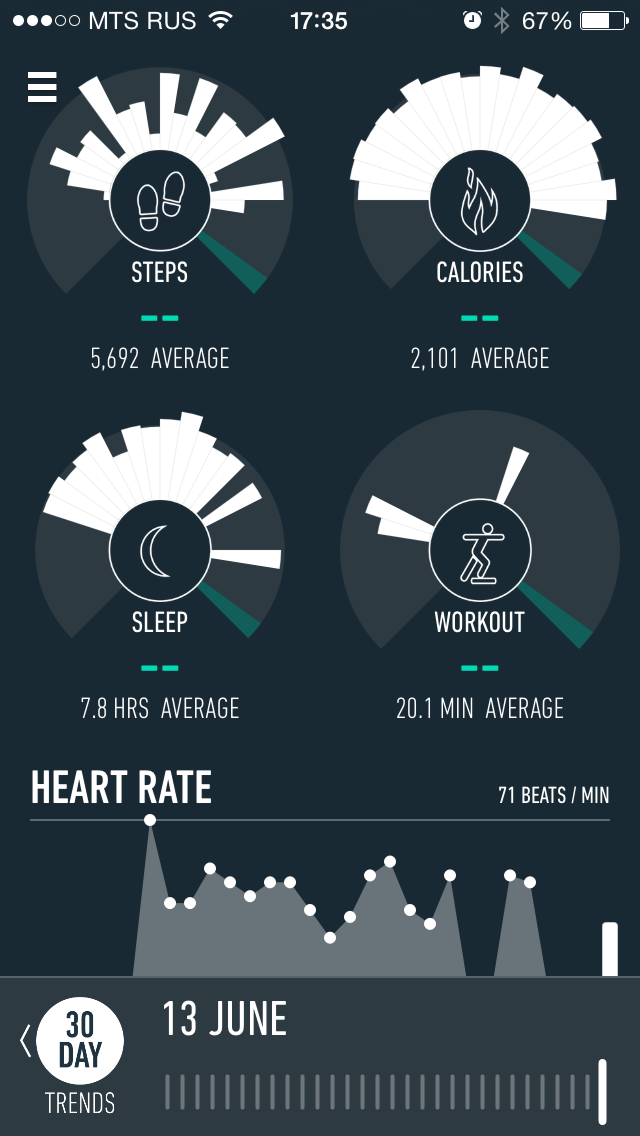 MTS RUS 17:35 67%
STEPS CALORIES
5,692 AVERAGE 2,101 AVERAGE
SLEEP WORKOUT
7.8 HRS AVERAGE 20.1 MIN AVERAGE
HEART RATE 71 BEATS / MIN
30 DAY TRENDS
13 JUNE